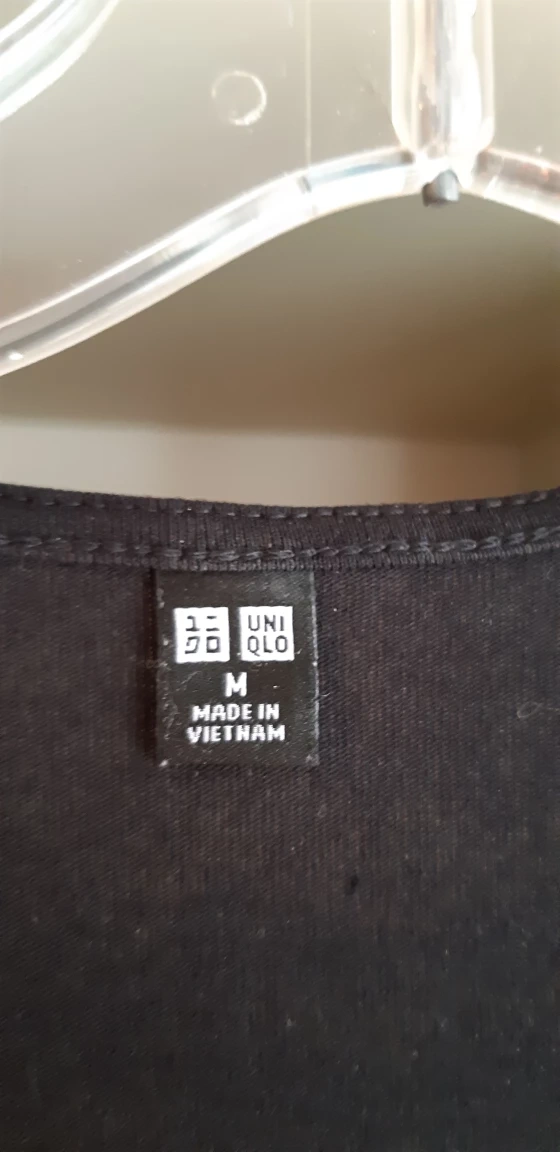 ユニ UNI
クロ QLO
M
MADE IN
VIETNAM